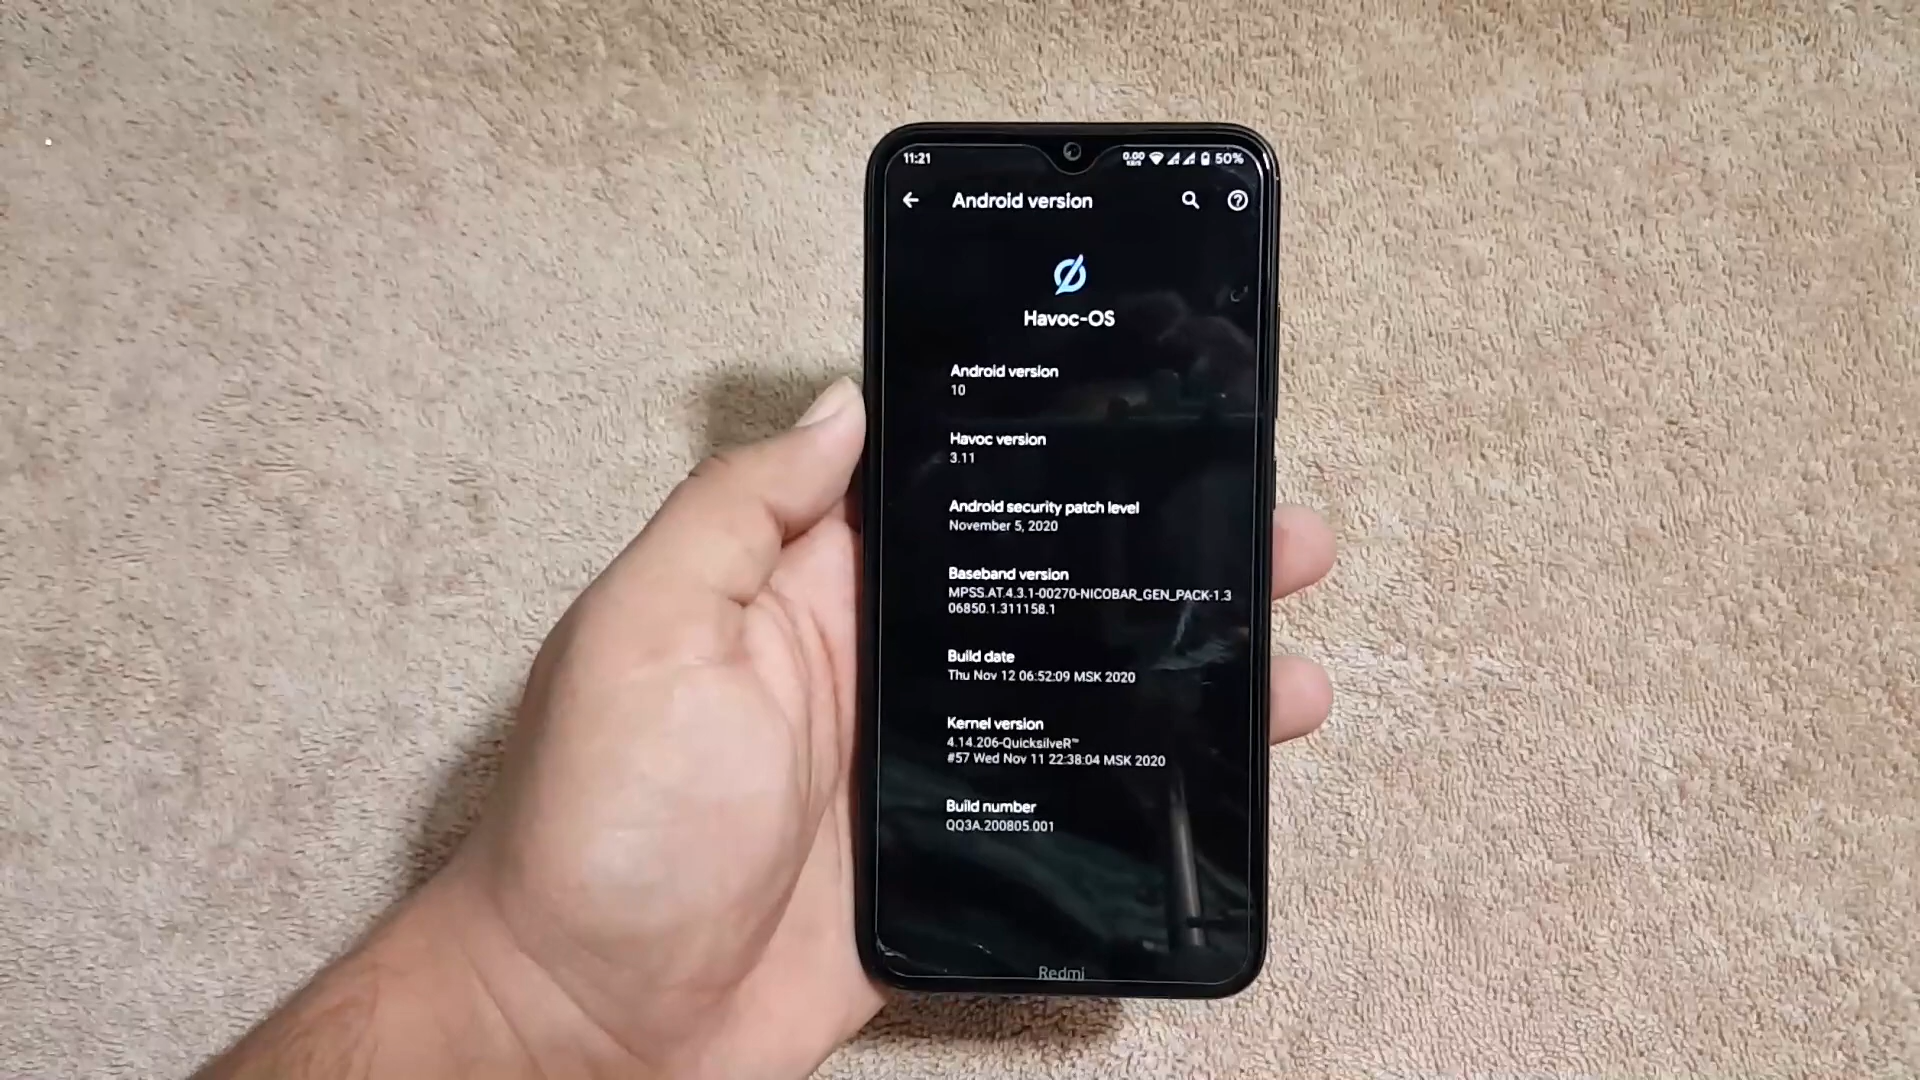 11:21
0.00
KB/s
50%
Android version
Havoc-OS
Android version
10
Havoc version
3.11
Android security patch level
November 5, 2020
Baseband version
MPSS.AT.4.3.1-00270-NICOBAR_GEN_PACK-1.3
06850.1.311158.1
Build date
Thu Nov 12 06:52:09 MSK 2020
Kernel version
4.14.206-QuicksilveR™
#57 Wed Nov 11 22:38:04 MSK 2020
Build number
QQ3A.200805.001
Redmi